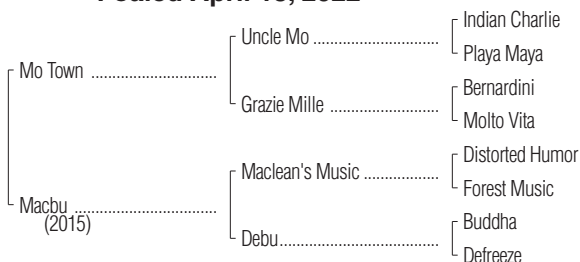 Foaled April 2022
Indian Charlie
Uncle Mo ................................
Playa Maya
Mo Town ................................
Bernardini
Grazie Mille ............................
Molto Vita
Distorted Humor
Maclean's Music ...................
Forest Music
Macbu ....................................
(2015)
Buddha
Debu........................................
Defreeze